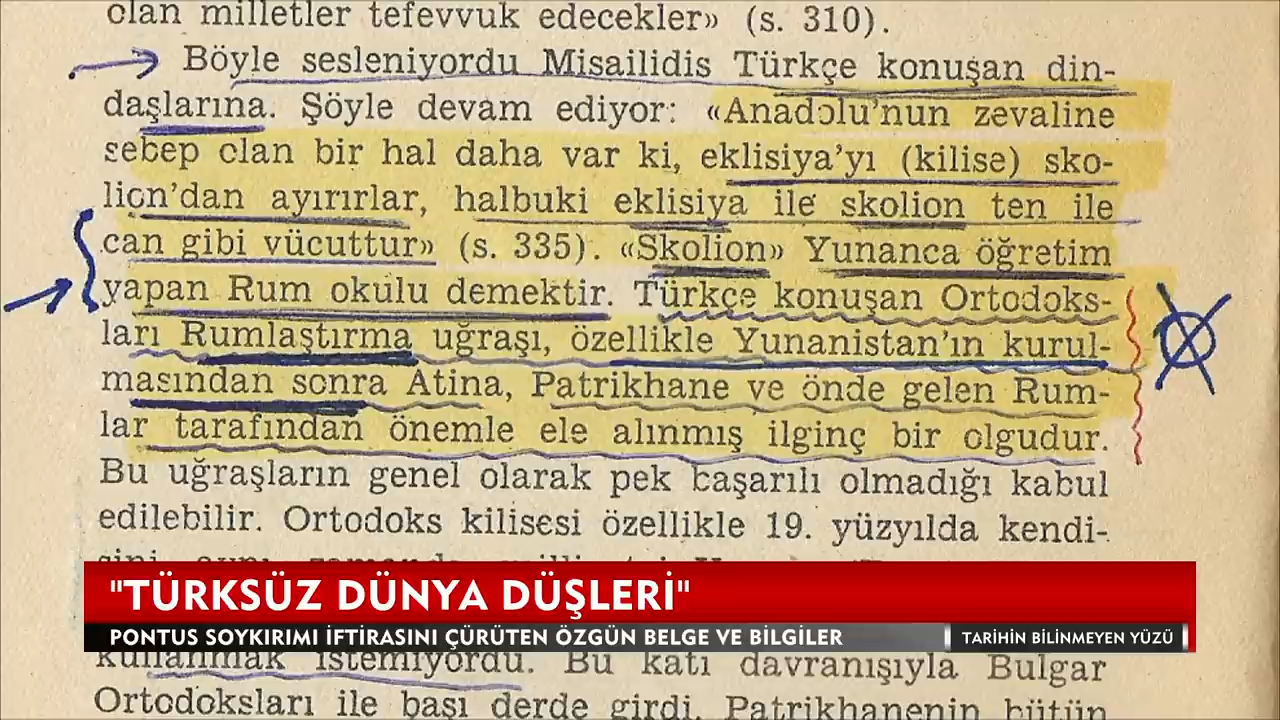 olan milletler tefevvuk edecekler» (s. 310).
Böyle sesleniyordu Misailidis Türkçe konuşan din-
daşlarına. Şöyle devam ediyor: «Anadolu'nun zevaline
sebep olan bir hal daha var ki, eklisiya'yı (kilise) sko-
lion'dan ayırırlar, halbuki eklisiya ile skolion ten ile
can gibi vücuttur» (s. 335). «Skolion» Yunanca öğretim
yapan Rum okulu demektir. Türkçe konuşan Ortodoks-
ları Rumlaştırma uğraşı, özellikle Yunanistan'ın kurul-
masından sonra Atina, Patrikhane ve önde gelen Rum-
lar tarafından önemle ele alınmış ilginç bir olgudur.
Bu uğraşların genel olarak pek başarılı olmadığı kabul
edilebilir. Ortodoks kilisesi özellikle 19. yüzyılda kendi-
"TÜRKSÜZ DÜNYA DÜŞLERİ"
PONTUS SOYKIRIMI İFTİRASINI ÇÜRÜTEN ÖZGÜN BELGE VE BİLGİLER
TARİHİN BİLİNMEYEN YÜZÜ
kullanmak istemiyordu. Bu katı davranışıyla Bulgar
Ortodoksları ile başı derde girdi. Patrikhanenin bütün